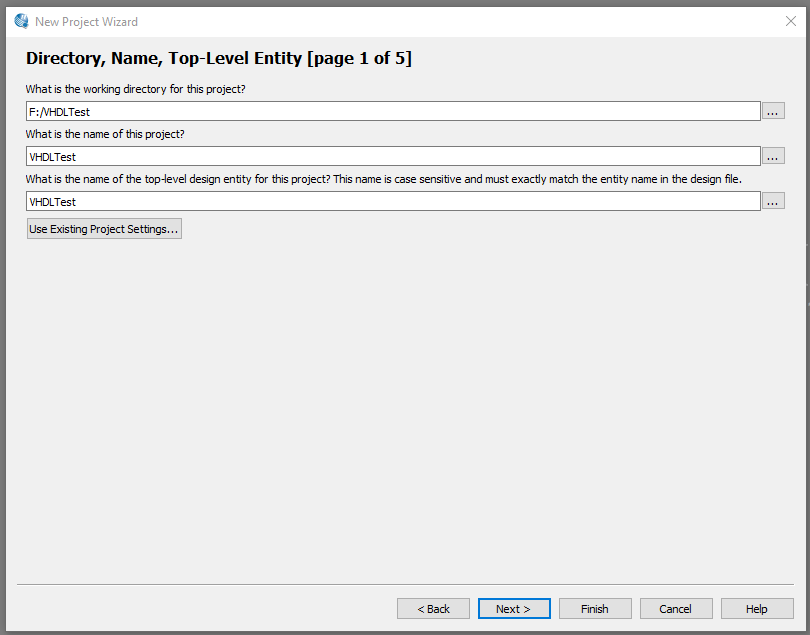 New Project Wizard
Directory, Name, Top-Level Entity [page 1 of 5]
What is the working directory for this project?
F:/VHDLTest
...
What is the name of this project?
VHDLTest
...
What is the name of the top-level design entity for this project? This name is case sensitive and must exactly match the entity name in the design file.
VHDLTest
...
Use Existing Project Settings...
< Back
Next >
Finish
Cancel
Help